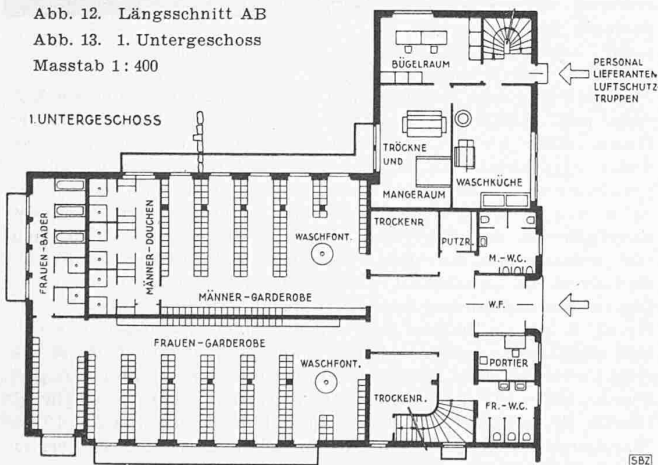 Abb. 12. Längsschnitt AB
Abb. 13. 1. Untergeschoss
Masstab 1 : 400
1.UNTERGESCHOSS
BÜGELRAUM
PERSONAL
LIEFERANTEN
LUFTSCHUTZ-
TRUPPEN
TRÖCKNE
UND
MANGERAUM
WASCHKÜCHE
FRAUEN-BÄDER
MÄNNER-DOUCHEN
WASCHFONT.
MÄNNER-GARDEROBE
TROCKENR.
PUTZR.
M.-W.C.
W.F.
FRAUEN-GARDEROBE
WASCHFONT.
PORTIER
TROCKENR.
FR.-W.C.
SBZ